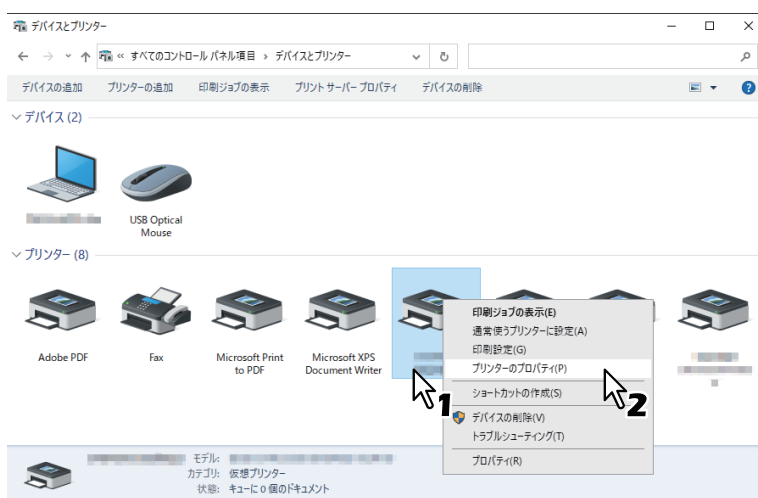 デバイスとプリンター
« すべてのコントロール パネル項目 › デバイスとプリンター
デバイスの追加 プリンターの追加 印刷ジョブの表示 プリント サーバー プロパティ デバイスの削除
デバイス (2)
USB Optical
Mouse
プリンター (8)
Adobe PDF
Fax
Microsoft Print
to PDF
Microsoft XPS
Document Writer
印刷ジョブの表示(E)
通常使うプリンターに設定(A)
印刷設定(G)
プリンターのプロパティ(P)
ショートカットの作成(S)
デバイスの削除(V)
トラブルシューティング(T)
プロパティ(R)
1
2
モデル:
カテゴリ: 仮想プリンター
状態: キューに 0 個のドキュメント